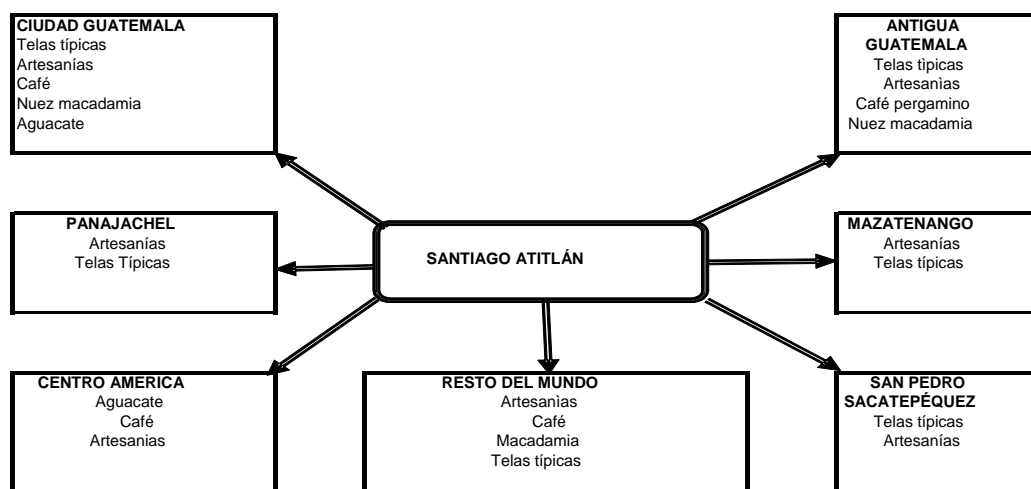 CIUDAD GUATEMALA
Telas típicas
Artesanías
Café
Nuez macadamia
Aguacate
ANTIGUA
GUATEMALA
Telas tìpicas
Artesanìas
Café pergamino
Nuez macadamia
PANAJACHEL
Artesanías
Telas Típicas
SANTIAGO ATITLÁN
MAZATENANGO
Artesanías
Telas típicas
CENTRO AMERICA
Aguacate
Café
Artesanias
RESTO DEL MUNDO
Artesanìas
Café
Macadamia
Telas típicas
SAN PEDRO
SACATEPÉQUEZ
Telas típicas
Artesanías